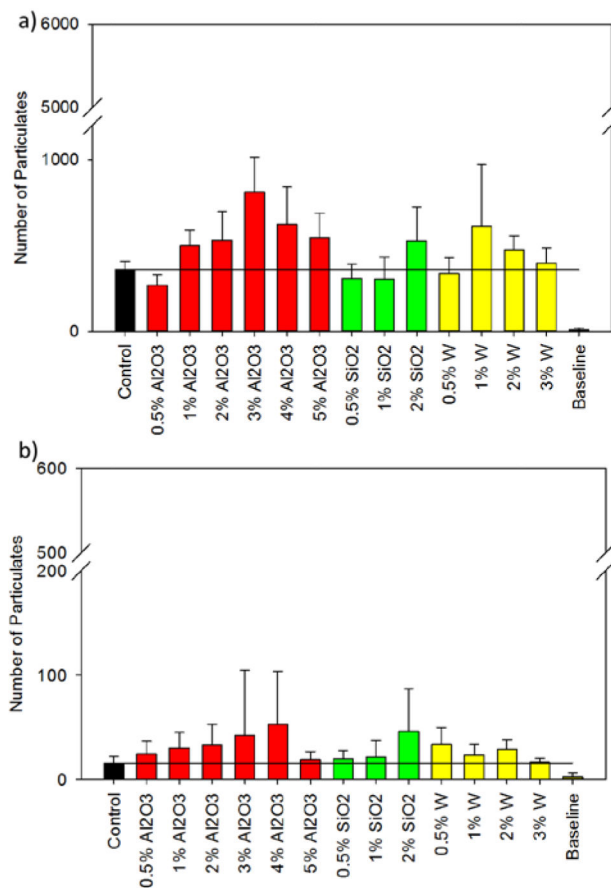 a)
6000
5000
1000
0
Number of Particulates
Control
0.5% Al2O3
1% Al2O3
2% Al2O3
3% Al2O3
4% Al2O3
5% Al2O3
0.5% SiO2
1% SiO2
2% SiO2
0.5% W
1% W
2% W
3% W
Baseline
b)
600
500
200
100
0
Number of Particulates
Control
0.5% Al2O3
1% Al2O3
2% Al2O3
3% Al2O3
4% Al2O3
5% Al2O3
0.5% SiO2
1% SiO2
2% SiO2
0.5% W
1% W
2% W
3% W
Baseline